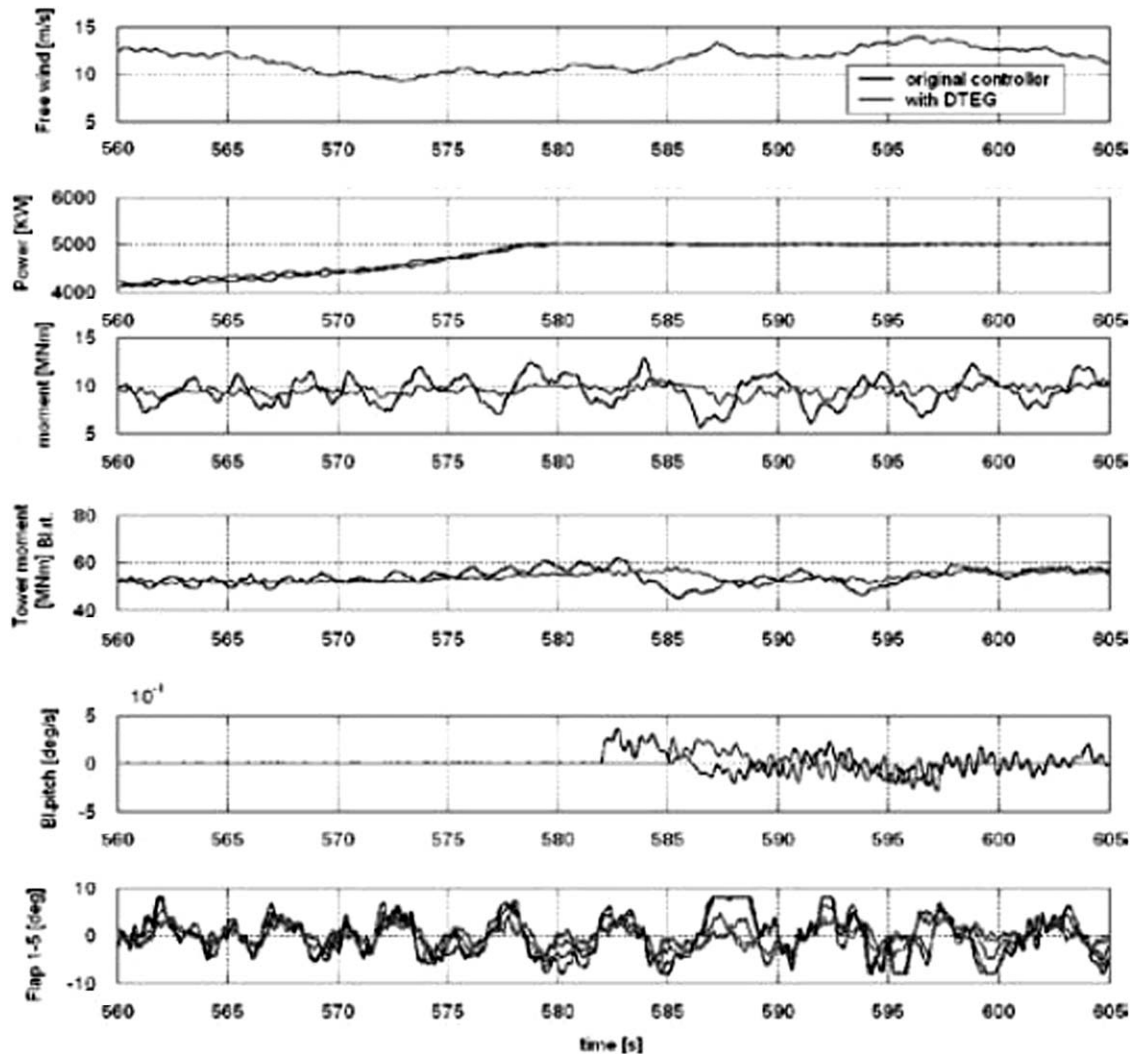 Free wind [m/s]
15
10
5
original controller
with DTEG
560 565 570 575 580 585 590 595 600 605
Power [KW]
6000
5000
4000
560 565 570 575 580 585 590 595 600 605
moment [MNm]
15
10
5
560 565 570 575 580 585 590 595 600 605
Tower moment
[MNm] Bl.rt.
80
60
40
560 565 570 575 580 585 590 595 600 605
10⁻¹
Bl.pitch [deg/s]
5
0
-5
560 565 570 575 580 585 590 595 600 605
Flap 1-5 [deg]
10
0
-10
560 565 570 575 580 585 590 595 600 605
time [s]